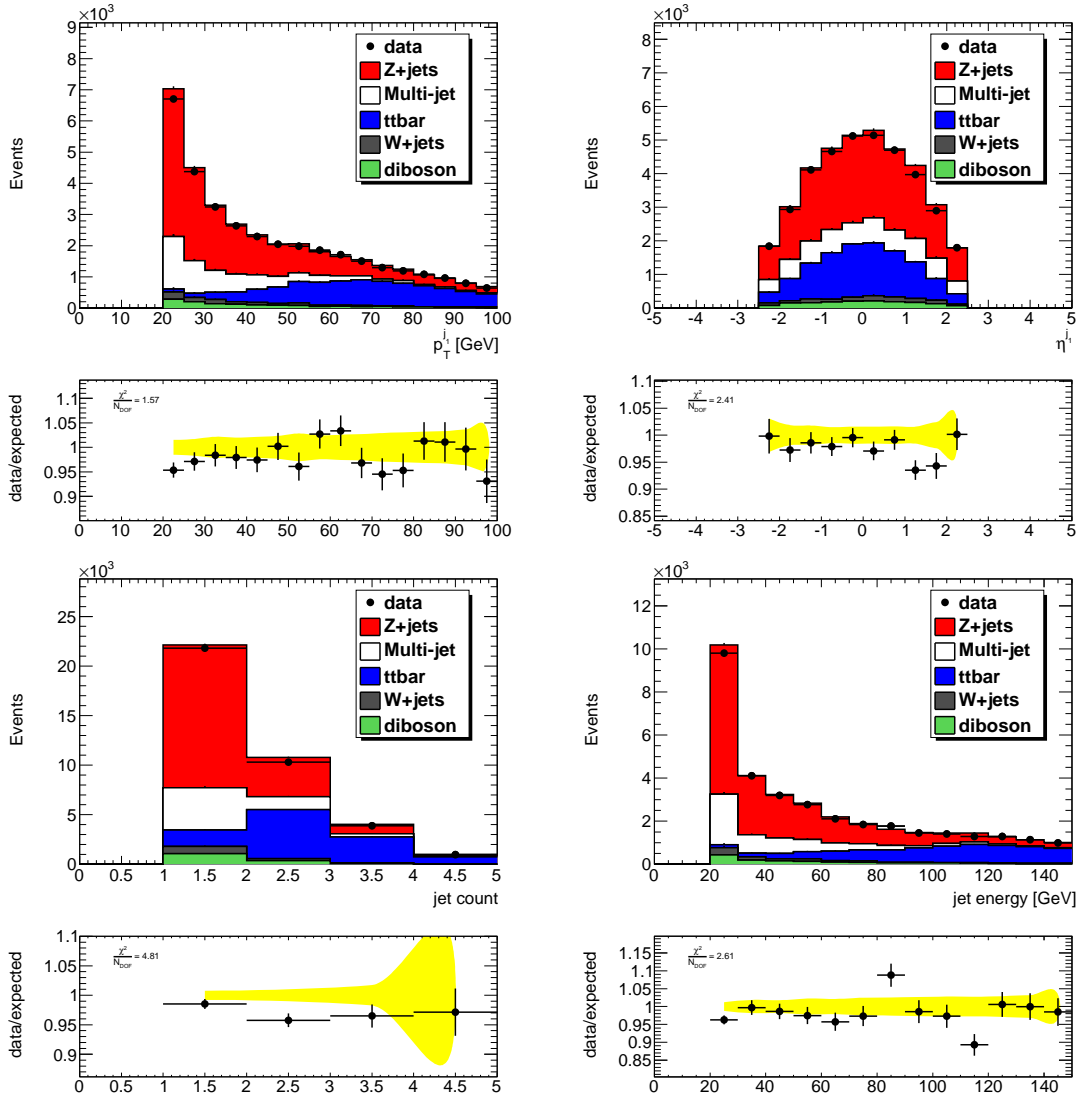 ×10³
9
8
7
6
5
4
3
2
1
0
Events
data
Z+jets
Multi-jet
ttbar
W+jets
diboson
20 30 40 50 60 70 80 90 100
p_T^{j_1} [GeV]
×10³
8
7
6
5
4
3
2
1
0
Events
data
Z+jets
Multi-jet
ttbar
W+jets
diboson
-5 -4 -3 -2 -1 0 1 2 3 4 5
η^{j_1}
data/expected
1.1
1.05
1
0.95
0.9
χ²/N_DOF = 1.57
0 10 20 30 40 50 60 70 80 90 100
data/expected
1.1
1.05
1
0.95
0.9
0.85
χ²/N_DOF = 2.41
-5 -4 -3 -2 -1 0 1 2 3 4 5
×10³
25
20
15
10
5
0
Events
data
Z+jets
Multi-jet
ttbar
W+jets
diboson
0 0.5 1 1.5 2 2.5 3 3.5 4 4.5 5
jet count
×10³
12
10
8
6
4
2
0
Events
data
Z+jets
Multi-jet
ttbar
W+jets
diboson
0 20 40 60 80 100 120 140
jet energy [GeV]
data/expected
1.1
1.05
1
0.95
0.9
χ²/N_DOF = 4.81
0 0.5 1 1.5 2 2.5 3 3.5 4 4.5 5
data/expected
1.15
1.1
1.05
1
0.95
0.9
0.85
χ²/N_DOF = 2.61
0 20 40 60 80 100 120 140